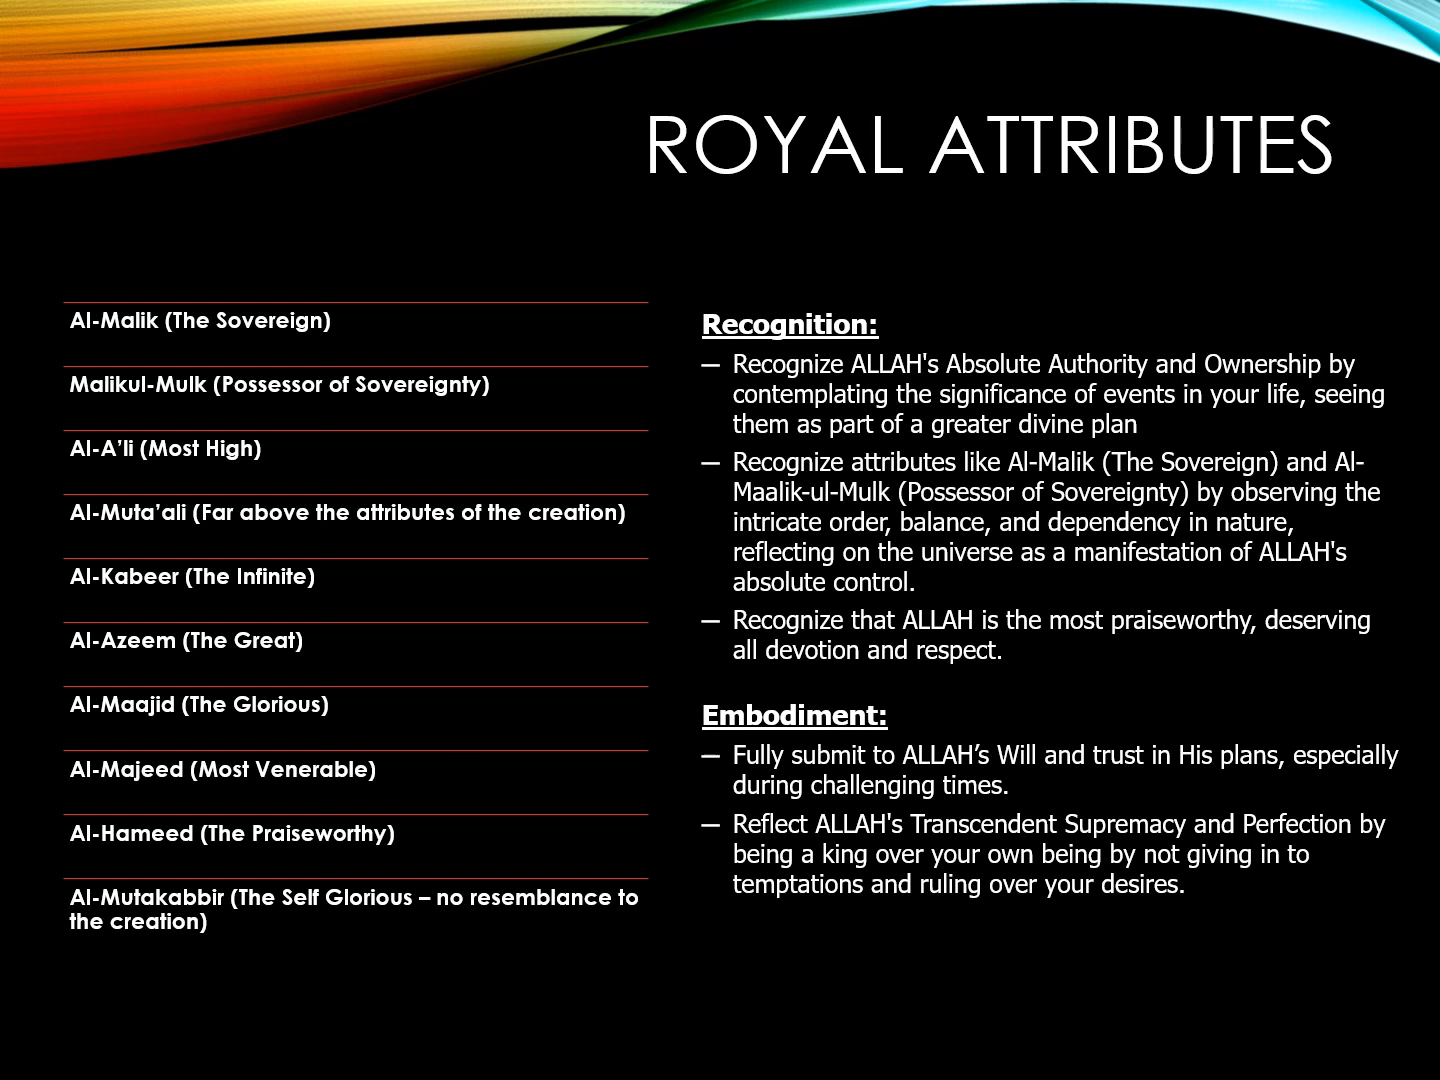 ROYAL ATTRIBUTES
Al-Malik (The Sovereign)
Malikul-Mulk (Possessor of Sovereignty)
Al-A’li (Most High)
Al-Muta’ali (Far above the attributes of the creation)
Al-Kabeer (The Infinite)
Al-Azeem (The Great)
Al-Maajid (The Glorious)
Al-Majeed (Most Venerable)
Al-Hameed (The Praiseworthy)
Al-Mutakabbir (The Self Glorious – no resemblance to
the creation)
Recognition:
– Recognize ALLAH's Absolute Authority and Ownership by
contemplating the significance of events in your life, seeing
them as part of a greater divine plan
– Recognize attributes like Al-Malik (The Sovereign) and Al-
Maalik-ul-Mulk (Possessor of Sovereignty) by observing the
intricate order, balance, and dependency in nature,
reflecting on the universe as a manifestation of ALLAH's
absolute control.
– Recognize that ALLAH is the most praiseworthy, deserving
all devotion and respect.
Embodiment:
– Fully submit to ALLAH’s Will and trust in His plans, especially
during challenging times.
– Reflect ALLAH's Transcendent Supremacy and Perfection by
being a king over your own being by not giving in to
temptations and ruling over your desires.